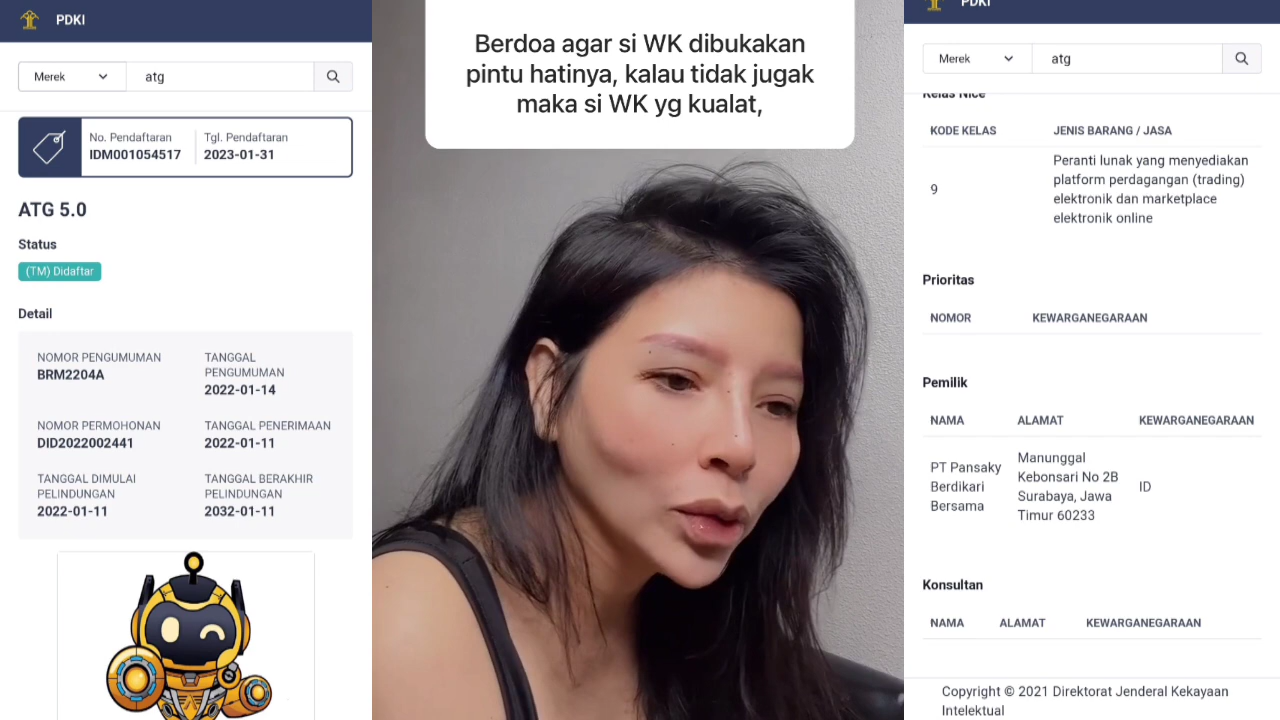 PDKI
Merek
atg
No. Pendaftaran
IDM001054517
Tgl. Pendaftaran
2023-01-31
ATG 5.0
Status
(TM) Didaftar
Detail
NOMOR PENGUMUMAN
BRM2204A
TANGGAL
PENGUMUMAN
2022-01-14
NOMOR PERMOHONAN
DID2022002441
TANGGAL PENERIMAAN
2022-01-11
TANGGAL DIMULAI
PELINDUNGAN
2022-01-11
TANGGAL BERAKHIR
PELINDUNGAN
2032-01-11
Berdoa agar si WK dibukakan
pintu hatinya, kalau tidak jugak
maka si WK yg kualat,
PDKI
Merek
atg
Kelas Nice
KODE KELAS
JENIS BARANG / JASA
9
Peranti lunak yang menyediakan
platform perdagangan (trading)
elektronik dan marketplace
elektronik online
Prioritas
NOMOR
KEWARGANEGARAAN
Pemilik
NAMA
ALAMAT
KEWARGANEGARAAN
PT Pansaky
Berdikari
Bersama
Manunggal
Kebonsari No 2B
Surabaya, Jawa
Timur 60233
ID
Konsultan
NAMA
ALAMAT
KEWARGANEGARAAN
Copyright © 2021 Direktorat Jenderal Kekayaan
Intelektual